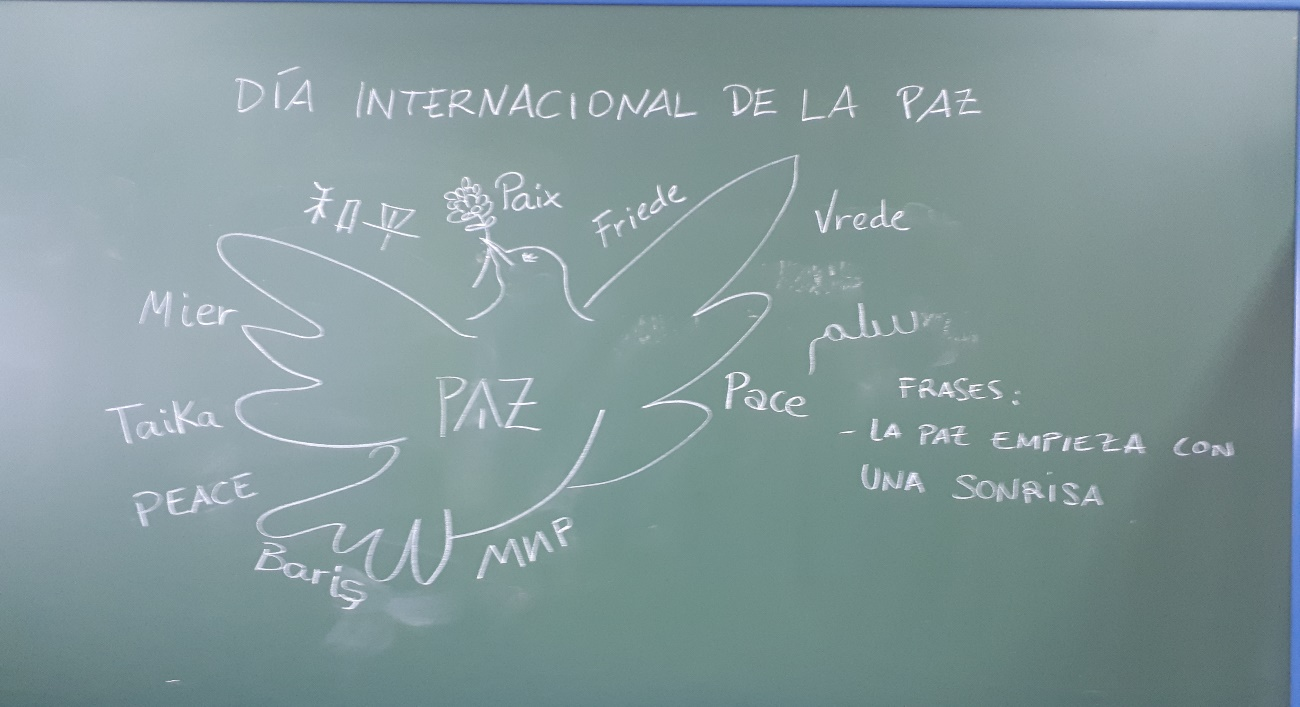 DÍA INTERNACIONAL DE LA PAZ
和平
Paix
Friede
Vrede
Mier
Pace
Taika
PAZ
FRASES:
- LA PAZ EMPIEZA CON
UNA SONRISA
PEACE
Bariş
МИР